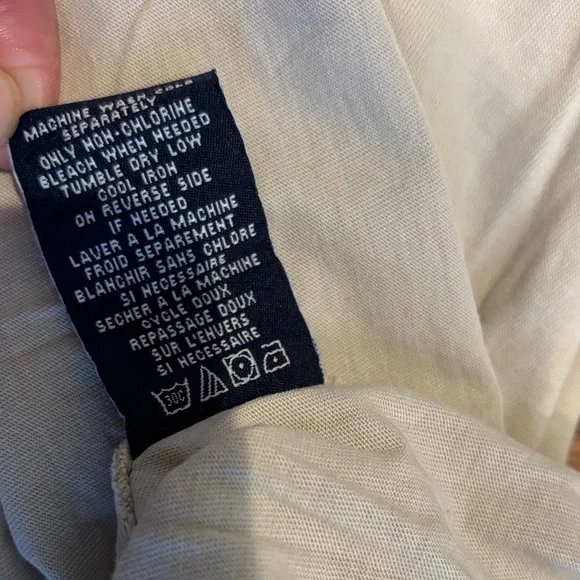 MACHINE WASH COLD
SEPARATELY
ONLY NON-CHLORINE
BLEACH WHEN NEEDED
TUMBLE DRY LOW
COOL IRON
ON REVERSE SIDE
IF NEEDED
LAVER A LA MACHINE
FROID SEPAREMENT
BLANCHIR SANS CHLORE
SI NECESSAIRE
SECHER A LA MACHINE
CYCLE DOUX
REPASSAGE DOUX
SUR L'ENVERS
SI NECESSAIRE
30C